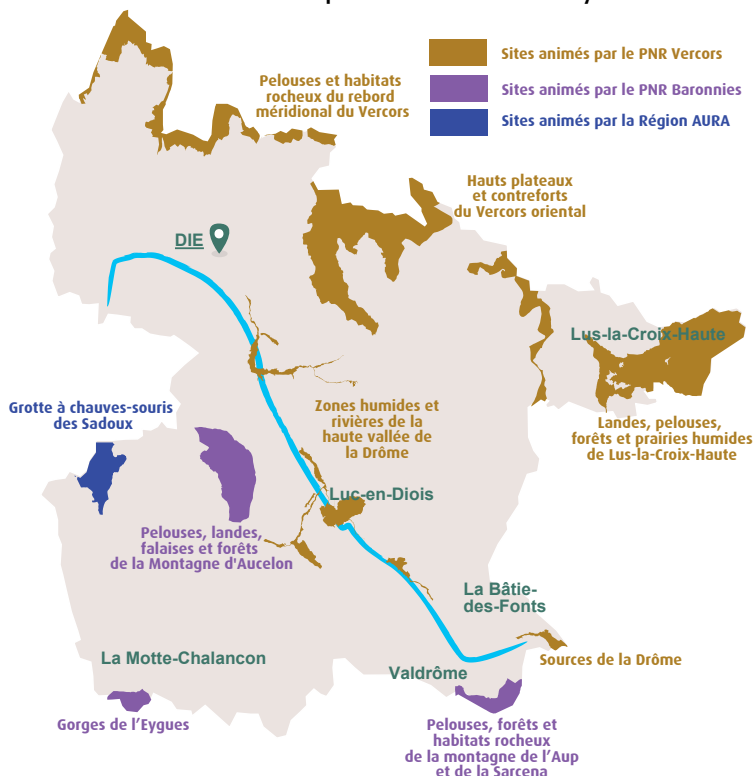 Sites animés par le PNR Vercors
Pelouses et habitats
rocheux du rebord
méridional du Vercors
Sites animés par le PNR Baronnies
Sites animés par la Région AURA
Hauts plateaux
et contreforts
du Vercors oriental
DIE
Lus-la-Croix-Haute
Grotte à chauves-souris
des Sadoux
Zones humides et
rivières de la
haute vallée de
la Drôme
Landes, pelouses,
forêts et prairies humides
de Lus-la-Croix-Haute
Luc-en-Diois
Pelouses, landes,
falaises et forêts
de la Montagne d'Aucelon
La Bâtie-
des-Fonts
La Motte-Chalancon
Valdrôme
Sources de la Drôme
Gorges de l'Eygues
Pelouses, forêts et
habitats rocheux
de la montagne de l'Aup
et de la Sarcena